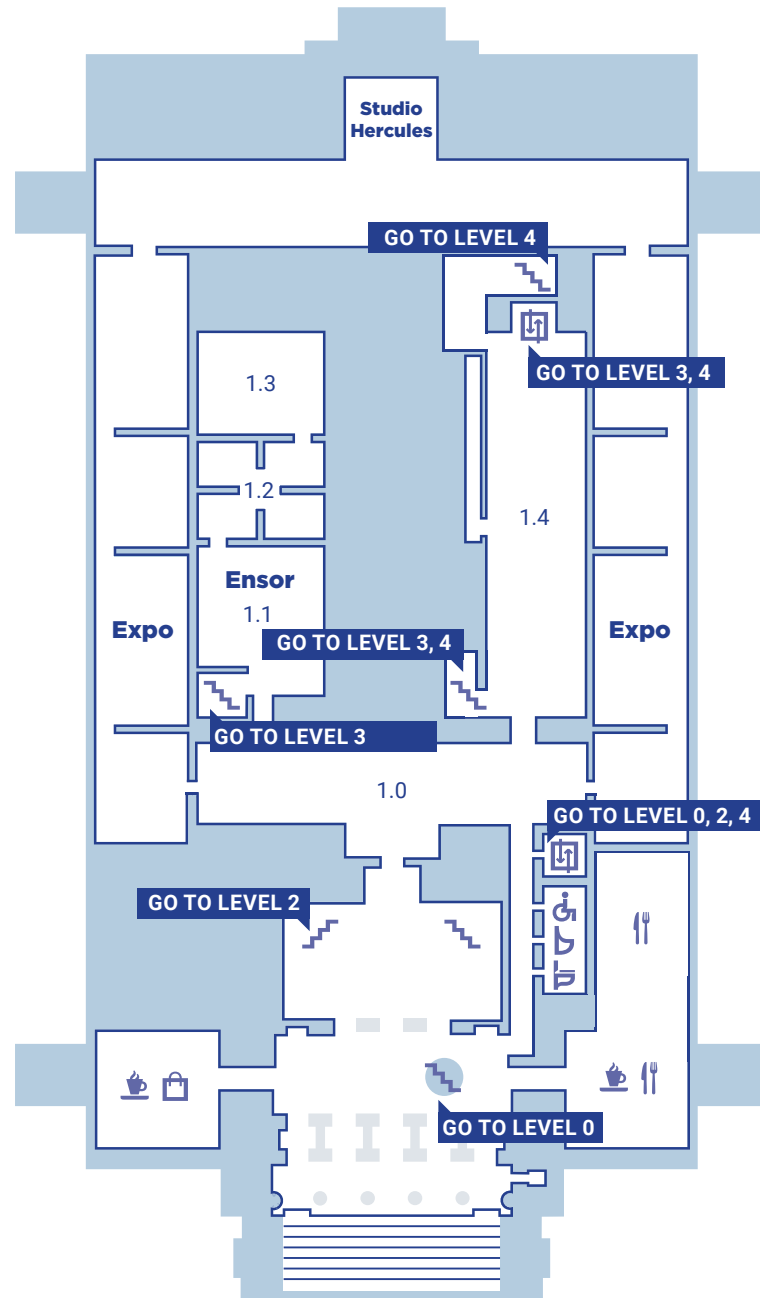 Studio
Hercules
GO TO LEVEL 4
GO TO LEVEL 3, 4
1.3
1.2
1.4
Ensor
1.1
Expo
Expo
GO TO LEVEL 3, 4
GO TO LEVEL 3
1.0
GO TO LEVEL 0, 2, 4
GO TO LEVEL 2
GO TO LEVEL 0